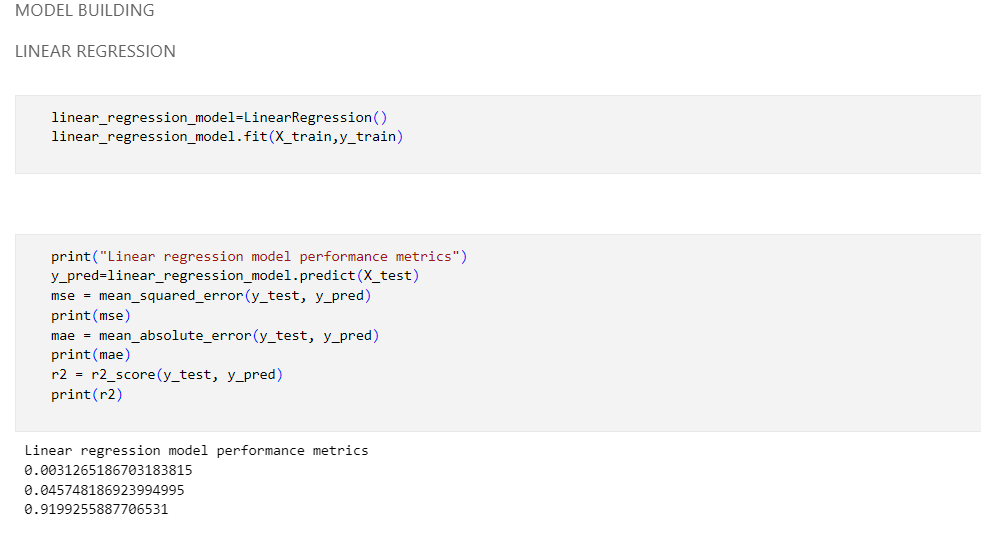 MODEL BUILDING
LINEAR REGRESSION
linear_regression_model=LinearRegression()
linear_regression_model.fit(X_train,y_train)
print("Linear regression model performance metrics")
y_pred=linear_regression_model.predict(X_test)
mse = mean_squared_error(y_test, y_pred)
print(mse)
mae = mean_absolute_error(y_test, y_pred)
print(mae)
r2 = r2_score(y_test, y_pred)
print(r2)
Linear regression model performance metrics
0.0031265186703183815
0.045748186923994995
0.9199255887706531